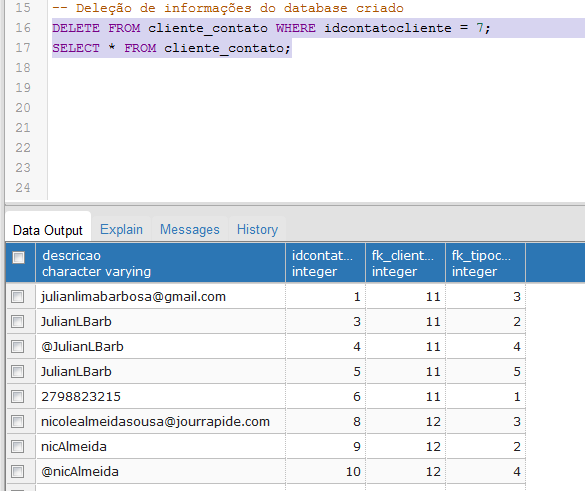 15 -- Deleção de informações do database criado
16 DELETE FROM cliente_contato WHERE idcontatocliente = 7;
17 SELECT * FROM cliente_contato;
18
19
20
21
22
23
24
Data Output Explain Messages History
descricao idcontat... fk_client... fk_tipoc...
character varying integer integer integer
julianlimabarbosa@gmail.com 1 11 3
JulianLBarb 3 11 2
@JulianLBarb 4 11 4
JulianLBarb 5 11 5
2798823215 6 11 1
nicolealmeidasousa@jourrapide.com 8 12 3
nicAlmeida 9 12 2
@nicAlmeida 10 12 4